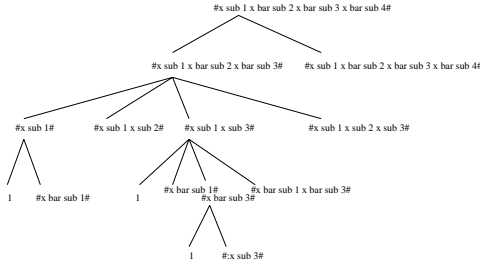 #x sub 1 x bar sub 2 x bar sub 3 x bar sub 4#
#x sub 1 x bar sub 2 x bar sub 3# #x sub 1 x bar sub 2 x bar sub 3 x bar sub 4#
#x sub 1# #x sub 1 x sub 2# #x sub 1 x sub 3# #x sub 1 x sub 2 x sub 3#
#x bar sub 1# #x bar sub 1 x bar sub 3#
1 #x bar sub 1# 1 #x bar sub 3#
1 #:x sub 3#